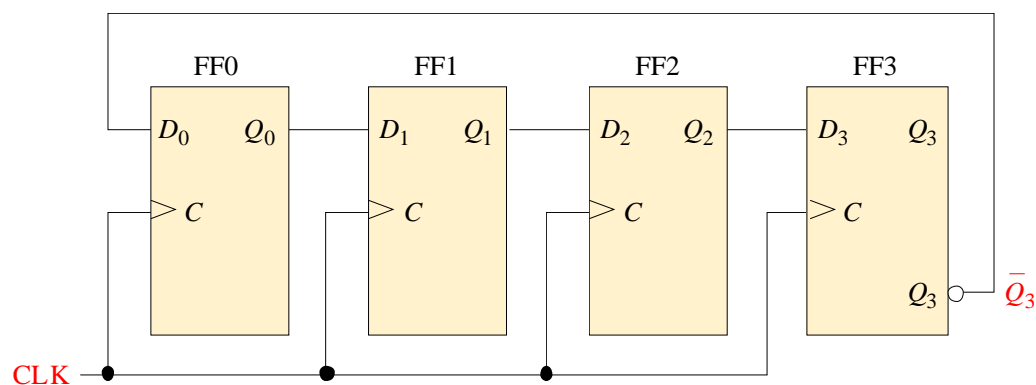 FF0 FF1 FF2 FF3
D₀ Q₀ D₁ Q₁ D₂ Q₂ D₃ Q₃
C C C C
Q₃ Q̅₃
CLK